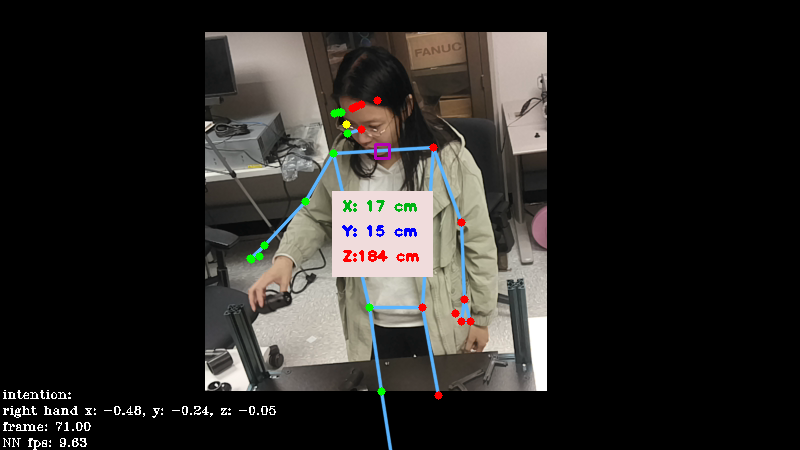 FANUC
X: 17 cm
Y: 15 cm
Z:184 cm
intention:
right hand x: −0.48, y: −0.24, z: −0.05
frame: 71.00
NN fps: 9.63